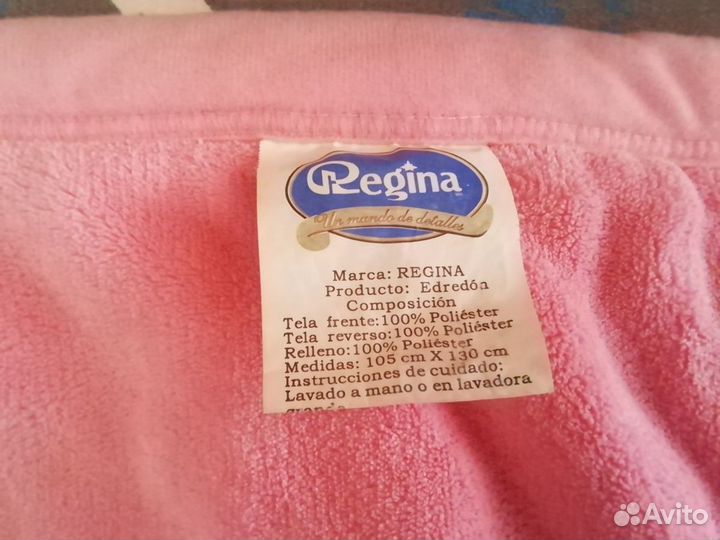 Regina
Un mundo de detalles
Marca: REGINA
Producto: Edredón
Composición
Tela frente:100% Poliéster
Tela reverso:100% Poliéster
Relleno:100% Poliéster
Medidas: 105 cm X 130 cm
Instrucciones de cuidado:
Lavado a mano o en lavadora
Avito